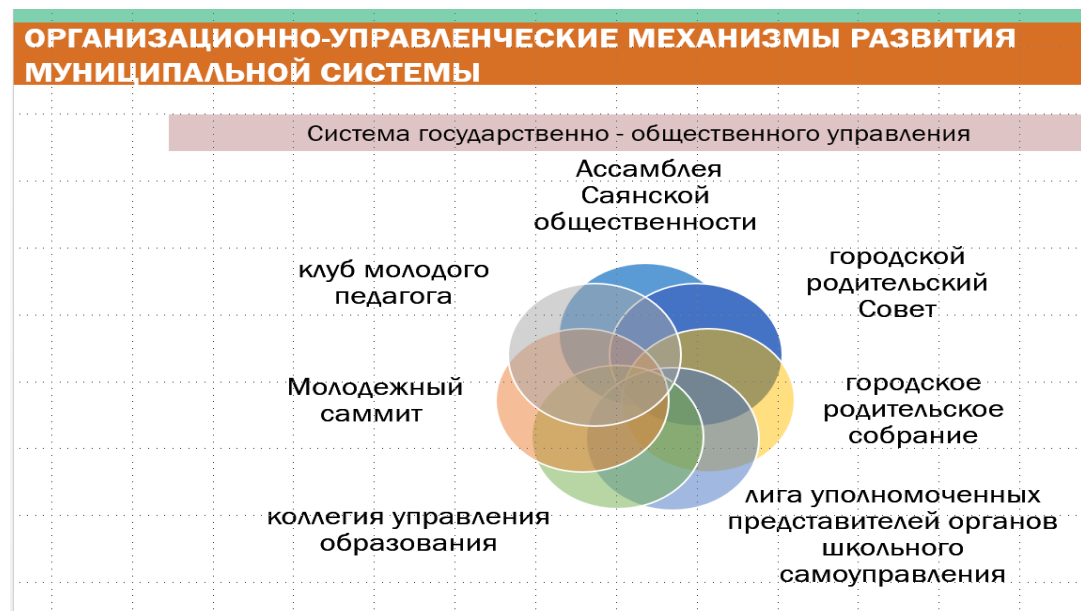 ОРГАНИЗАЦИОННО-УПРАВЛЕНЧЕСКИЕ МЕХАНИЗМЫ РАЗВИТИЯ
МУНИЦИПАЛЬНОЙ СИСТЕМЫ
Система государственно - общественного управления
Ассамблея
Саянской
общественности
городской
родительский
Совет
городское
родительское
собрание
лига уполномоченных
представителей органов
школьного
самоуправления
коллегия управления
образования
Молодежный
саммит
клуб молодого
педагога